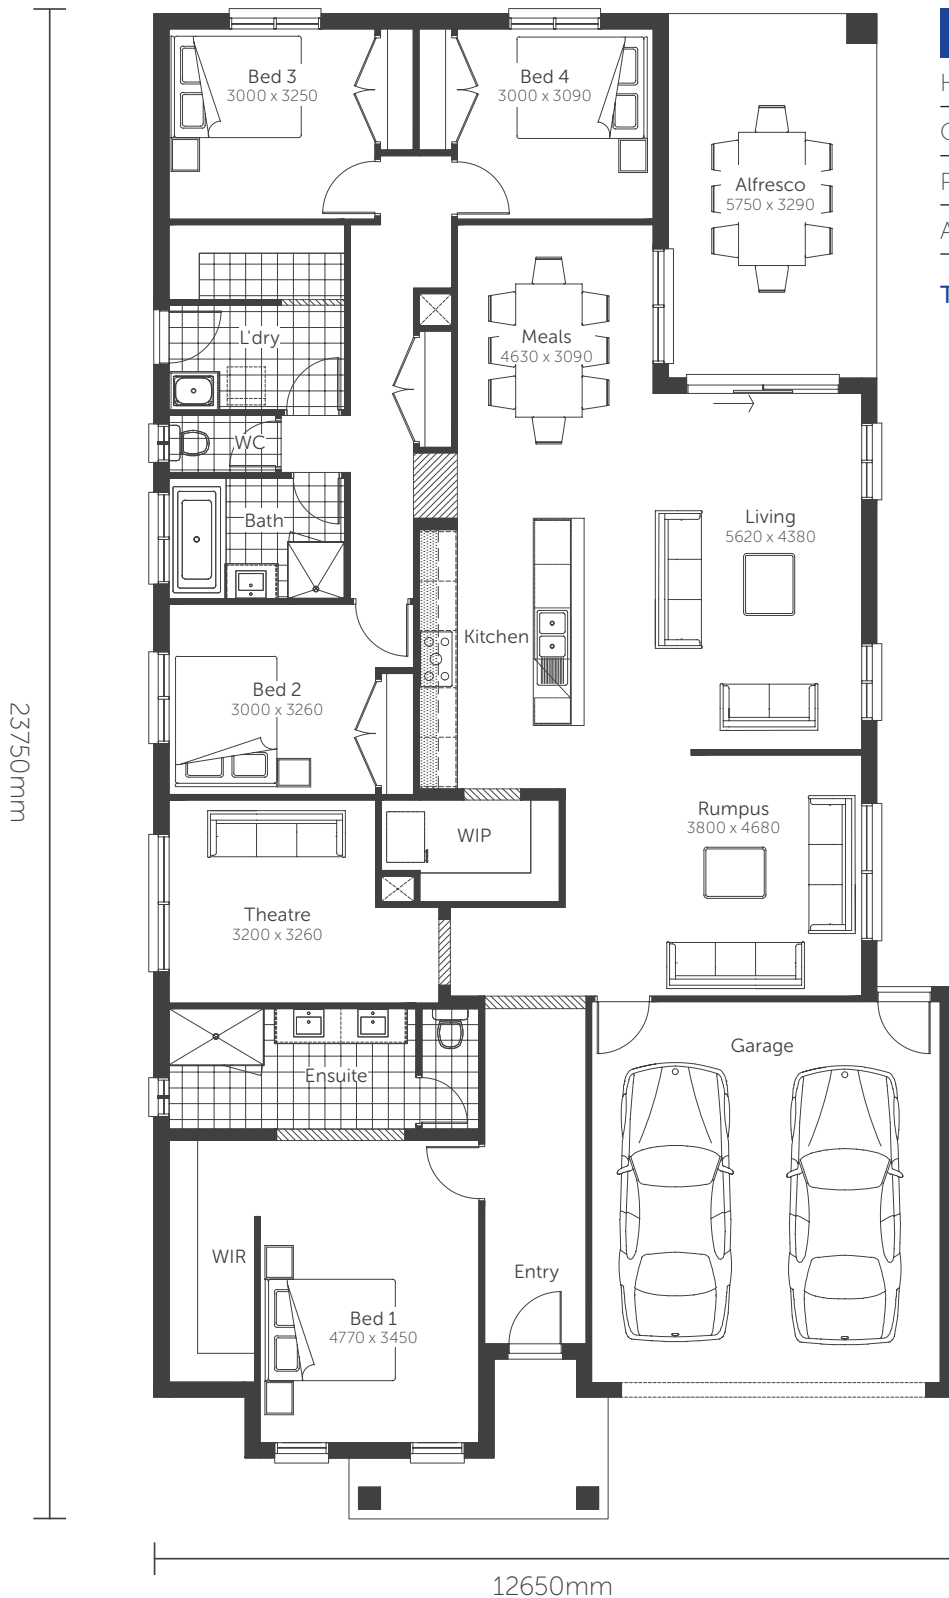 Bed 3
3000 x 3250
Bed 4
3000 x 3090
Alfresco
5750 x 3290
L'dry
Meals
4630 x 3090
WC
Bath
Living
5620 x 4380
Kitchen
Bed 2
3000 x 3260
23750mm
WIP
Rumpus
3800 x 4680
Theatre
3200 x 3260
Garage
Ensuite
WIR
Entry
Bed 1
4770 x 3450
12650mm